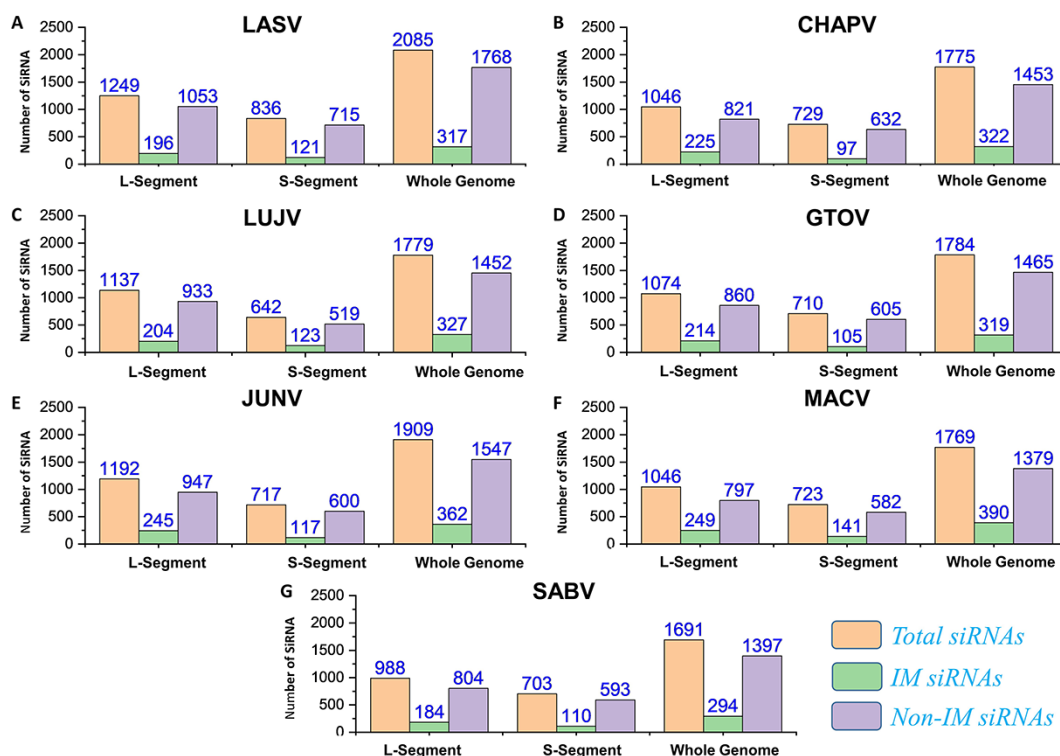 A
LASV
Number of SiRNA
2500
2000
1500
1000
500
0
1249
196
1053
836
121
715
2085
317
1768
L-Segment
S-Segment
Whole Genome
B
CHAPV
Number of SiRNA
2500
2000
1500
1000
500
0
1046
225
821
729
97
632
1775
322
1453
L-Segment
S-Segment
Whole Genome
C
LUJV
Number of SiRNA
2500
2000
1500
1000
500
0
1137
204
933
642
123
519
1779
327
1452
L-Segment
S-Segment
Whole Genome
D
GTOV
Number of SiRNA
2500
2000
1500
1000
500
0
1074
214
860
710
105
605
1784
319
1465
L-Segment
S-Segment
Whole Genome
E
JUNV
Number of SiRNA
2500
2000
1500
1000
500
0
1192
245
947
717
117
600
1909
362
1547
L-Segment
S-Segment
Whole Genome
F
MACV
Number of SiRNA
2500
2000
1500
1000
500
0
1046
249
797
723
141
582
1769
390
1379
L-Segment
S-Segment
Whole Genome
G
SABV
Number of SiRNA
2500
2000
1500
1000
500
0
988
184
804
703
110
593
1691
294
1397
L-Segment
S-Segment
Whole Genome
Total siRNAs
IM siRNAs
Non-IM siRNAs